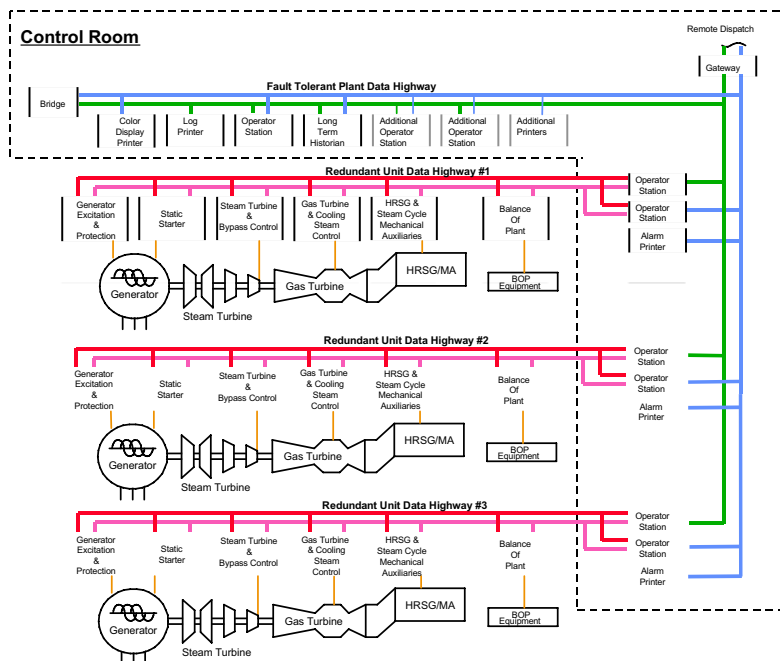 Control Room
Remote Dispatch
Gateway
Fault Tolerant Plant Data Highway
Bridge
Color
Display
Printer
Log
Printer
Operator
Station
Long
Term
Historian
Additional
Operator
Station
Additional
Operator
Station
Additional
Printers
Redundant Unit Data Highway #1
Generator
Excitation
&
Protection
Static
Starter
Steam Turbine
&
Bypass Control
Gas Turbine
& Cooling
Steam
Control
HRSG &
Steam Cycle
Mechanical
Auxiliaries
Balance
Of
Plant
Operator
Station
Operator
Station
Alarm
Printer
Generator
Steam Turbine
Gas Turbine
HRSG/MA
BOP
Equipment
Redundant Unit Data Highway #2
Generator
Excitation
&
Protection
Static
Starter
Steam Turbine
&
Bypass Control
Gas Turbine
& Cooling
Steam
Control
HRSG &
Steam Cycle
Mechanical
Auxiliaries
Balance
Of
Plant
Operator
Station
Operator
Station
Alarm
Printer
Generator
Steam Turbine
Gas Turbine
HRSG/MA
BOP
Equipment
Redundant Unit Data Highway #3
Generator
Excitation
&
Protection
Static
Starter
Steam Turbine
&
Bypass Control
Gas Turbine
& Cooling
Steam
Control
HRSG &
Steam Cycle
Mechanical
Auxiliaries
Balance
Of
Plant
Operator
Station
Operator
Station
Alarm
Printer
Generator
Steam Turbine
Gas Turbine
HRSG/MA
BOP
Equipment